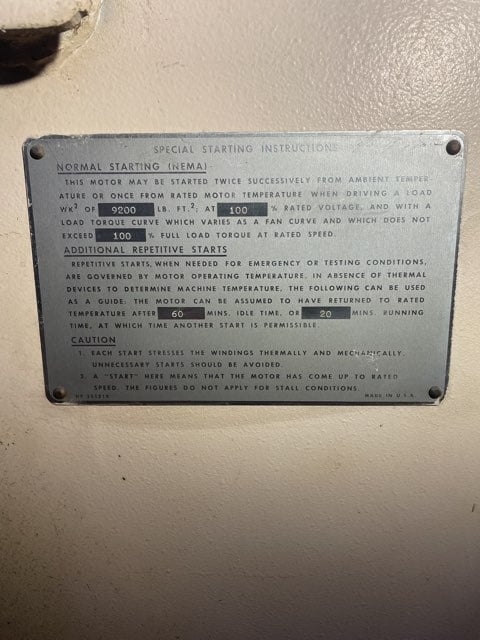 SPECIAL STARTING INSTRUCTIONS
NORMAL STARTING (NEMA)
THIS MOTOR MAY BE STARTED TWICE SUCCESSIVELY FROM AMBIENT TEMPER-
ATURE OR ONCE FROM RATED MOTOR TEMPERATURE WHEN DRIVING A LOAD
WK² OF 9200 LB. FT.², AT 100 % RATED VOLTAGE, AND WITH A
LOAD TORQUE CURVE WHICH VARIES AS A FAN CURVE AND WHICH DOES NOT
EXCEED 100 % FULL LOAD TORQUE AT RATED SPEED.
ADDITIONAL REPETITIVE STARTS
REPETITIVE STARTS, WHEN NEEDED FOR EMERGENCY OR TESTING CONDITIONS,
ARE GOVERNED BY MOTOR OPERATING TEMPERATURE. IN ABSENCE OF THERMAL
DEVICES TO DETERMINE MACHINE TEMPERATURE, THE FOLLOWING CAN BE USED
AS A GUIDE: THE MOTOR CAN BE ASSUMED TO HAVE RETURNED TO RATED
TEMPERATURE AFTER 60 MINS. IDLE TIME, OR 20 MINS. RUNNING
TIME, AT WHICH TIME ANOTHER START IS PERMISSIBLE.
CAUTION
1. EACH START STRESSES THE WINDINGS THERMALLY AND MECHANICALLY.
UNNECESSARY STARTS SHOULD BE AVOIDED.
2. A "START" HERE MEANS THAT THE MOTOR HAS COME UP TO RATED
SPEED. THE FIGURES DO NOT APPLY FOR STALL CONDITIONS.
MADE IN U.S.A.